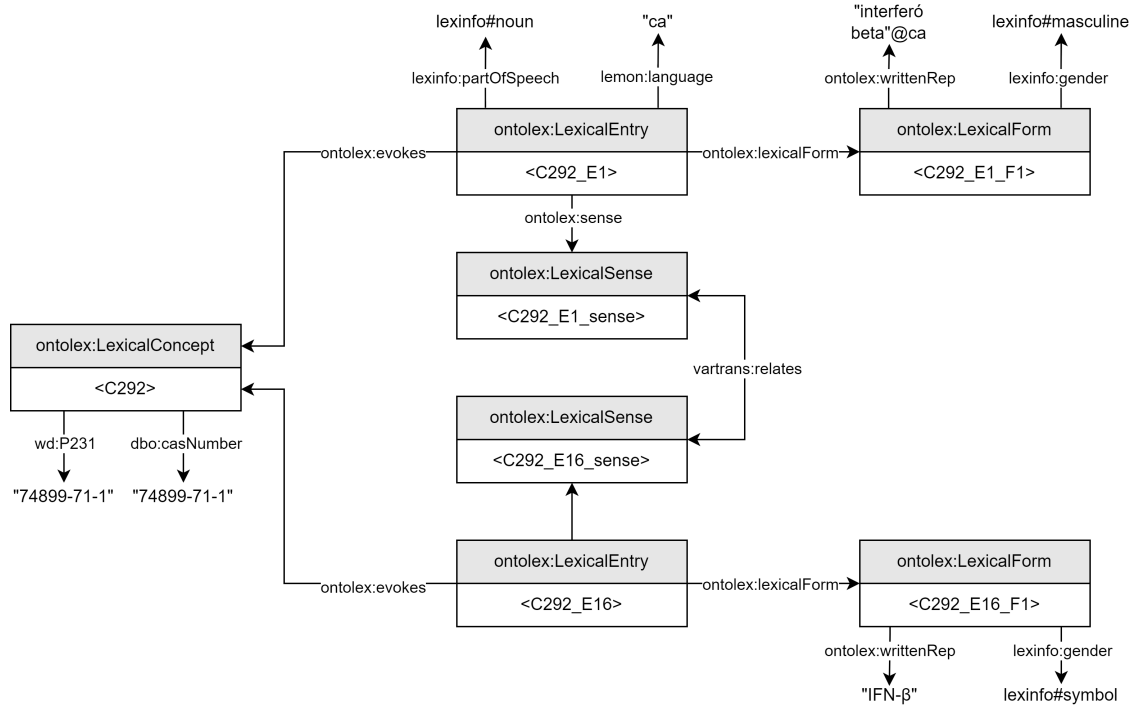 lexinfo#noun
"ca"
"interferó
beta"@ca
lexinfo#masculine
lexinfo:partOfSpeech
lemon:language
ontolex:writtenRep
lexinfo:gender
ontolex:LexicalEntry
ontolex:LexicalForm
ontolex:evokes
ontolex:lexicalForm
<C292_E1>
<C292_E1_F1>
ontolex:sense
ontolex:LexicalSense
<C292_E1_sense>
ontolex:LexicalConcept
<C292>
vartrans:relates
ontolex:LexicalSense
<C292_E16_sense>
wd:P231
dbo:casNumber
"74899-71-1"
"74899-71-1"
ontolex:LexicalEntry
ontolex:LexicalForm
ontolex:evokes
ontolex:lexicalForm
<C292_E16>
<C292_E16_F1>
ontolex:writtenRep
lexinfo:gender
"IFN-β"
lexinfo#symbol